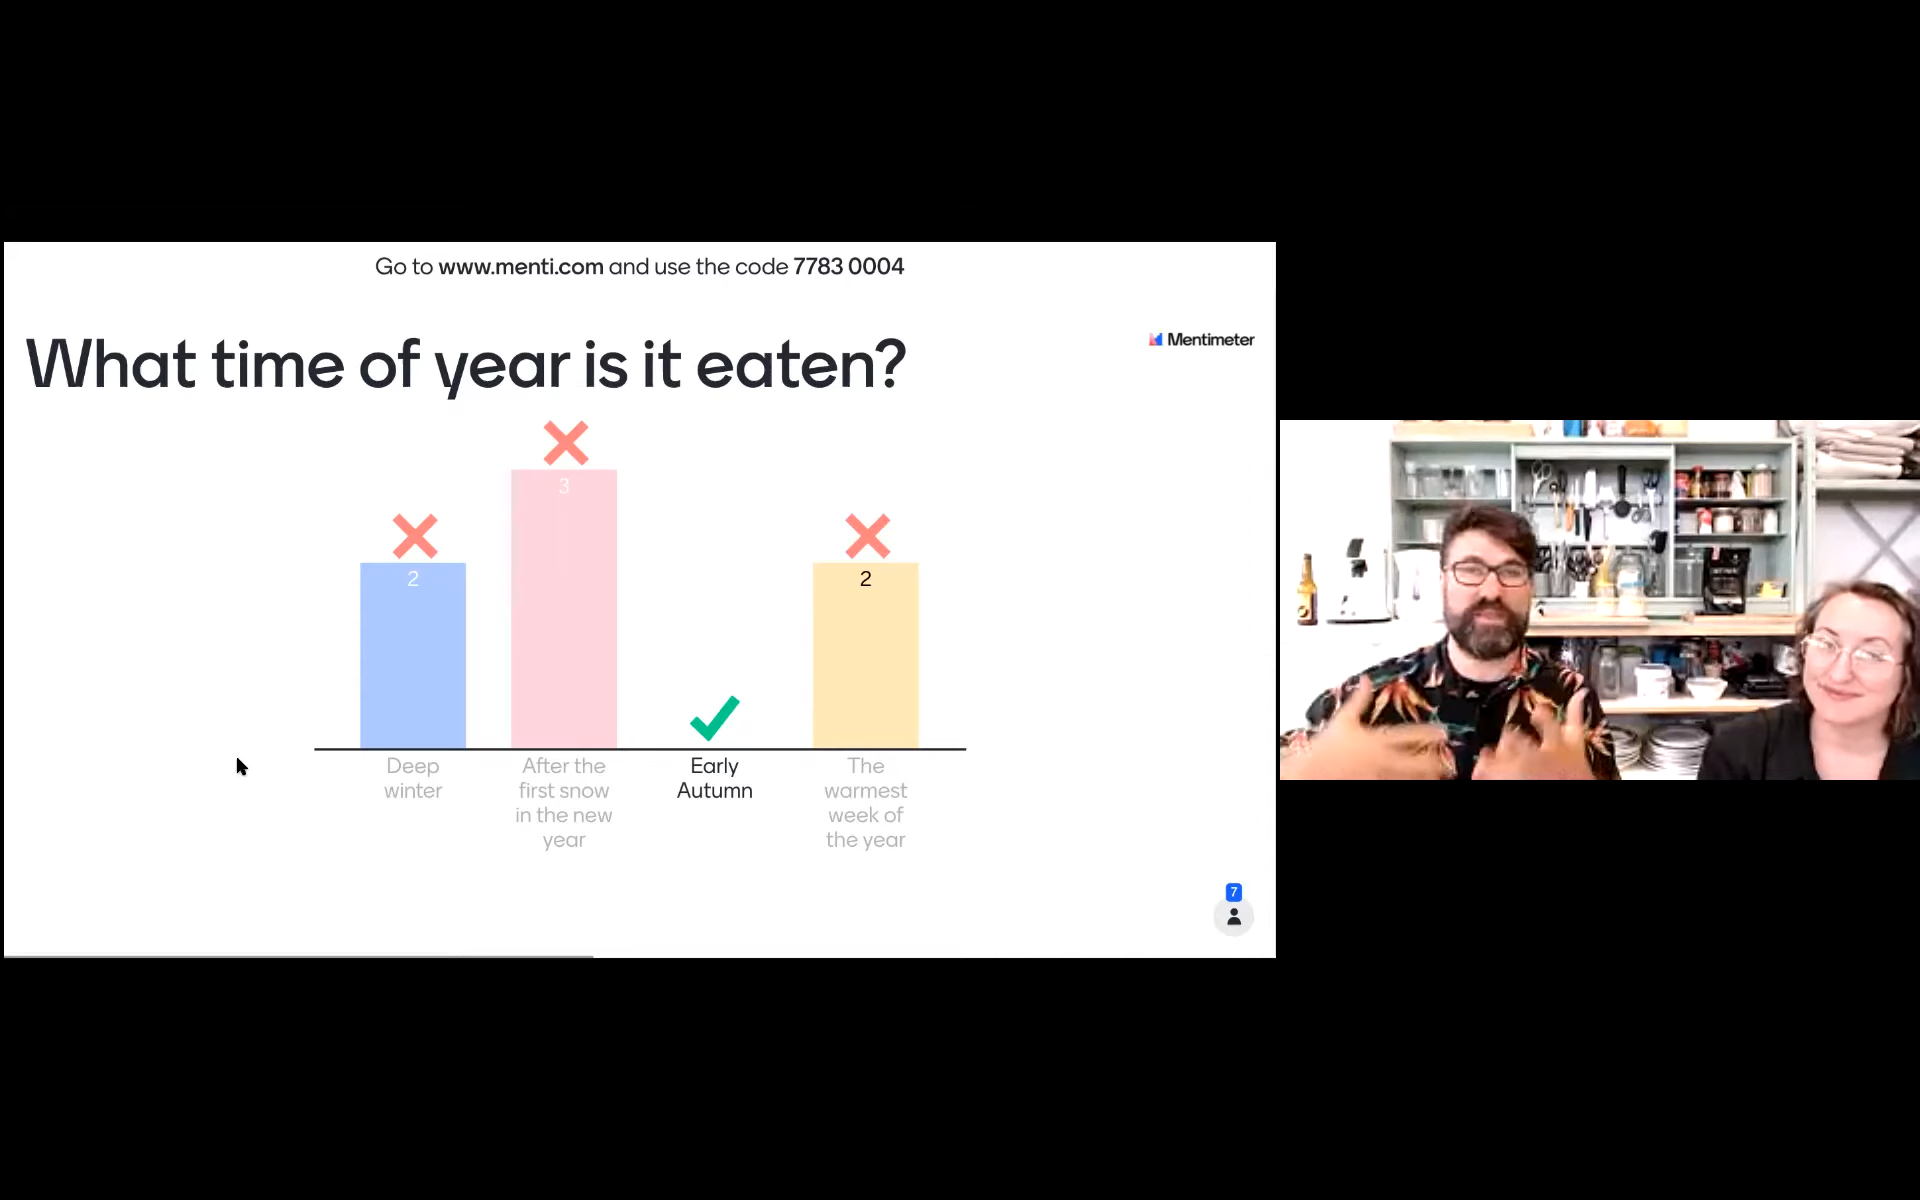 Go to www.menti.com and use the code 7783 0004
What time of year is it eaten?
Mentimeter
2
3
2
Deep
winter
After the
first snow
in the new
year
Early
Autumn
The
warmest
week of
the year
7